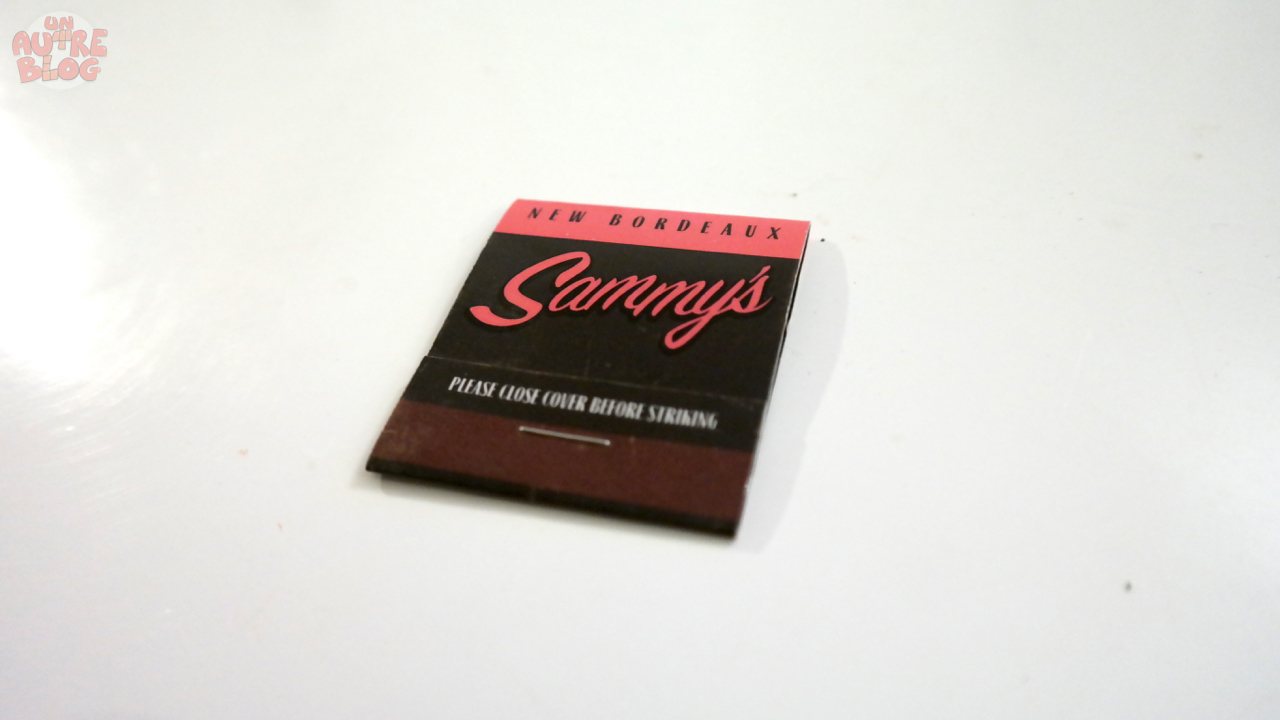 UN
AUTRE
BLOG
NEW BORDEAUX
Sammy's
PLEASE CLOSE COVER BEFORE STRIKING